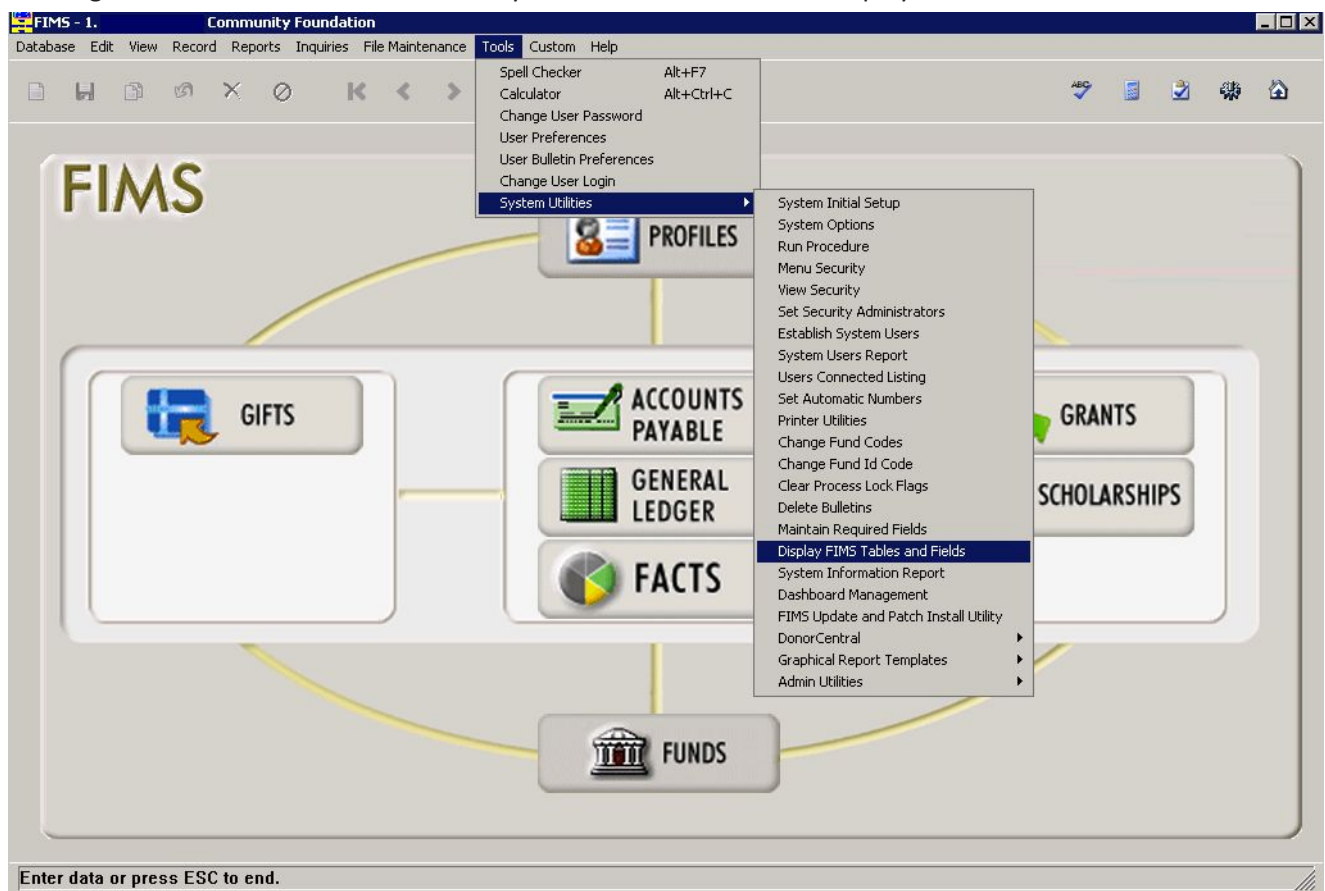 FIMS - 1. Community Foundation
Database Edit View Record Reports Inquiries File Maintenance Tools Custom Help
Spell Checker Alt+F7
Calculator Alt+Ctrl+C
Change User Password
User Preferences
User Bulletin Preferences
Change User Login
System Utilities
System Initial Setup
System Options
Run Procedure
Menu Security
View Security
Set Security Administrators
Establish System Users
System Users Report
Users Connected Listing
Set Automatic Numbers
Printer Utilities
Change Fund Codes
Change Fund Id Code
Clear Process Lock Flags
Delete Bulletins
Maintain Required Fields
Display FIMS Tables and Fields
System Information Report
Dashboard Management
FIMS Update and Patch Install Utility
DonorCentral
Graphical Report Templates
Admin Utilities
ABC
FIMS
PROFILES
GIFTS
ACCOUNTS
PAYABLE
GENERAL
LEDGER
FACTS
GRANTS
SCHOLARSHIPS
FUNDS
Enter data or press ESC to end.